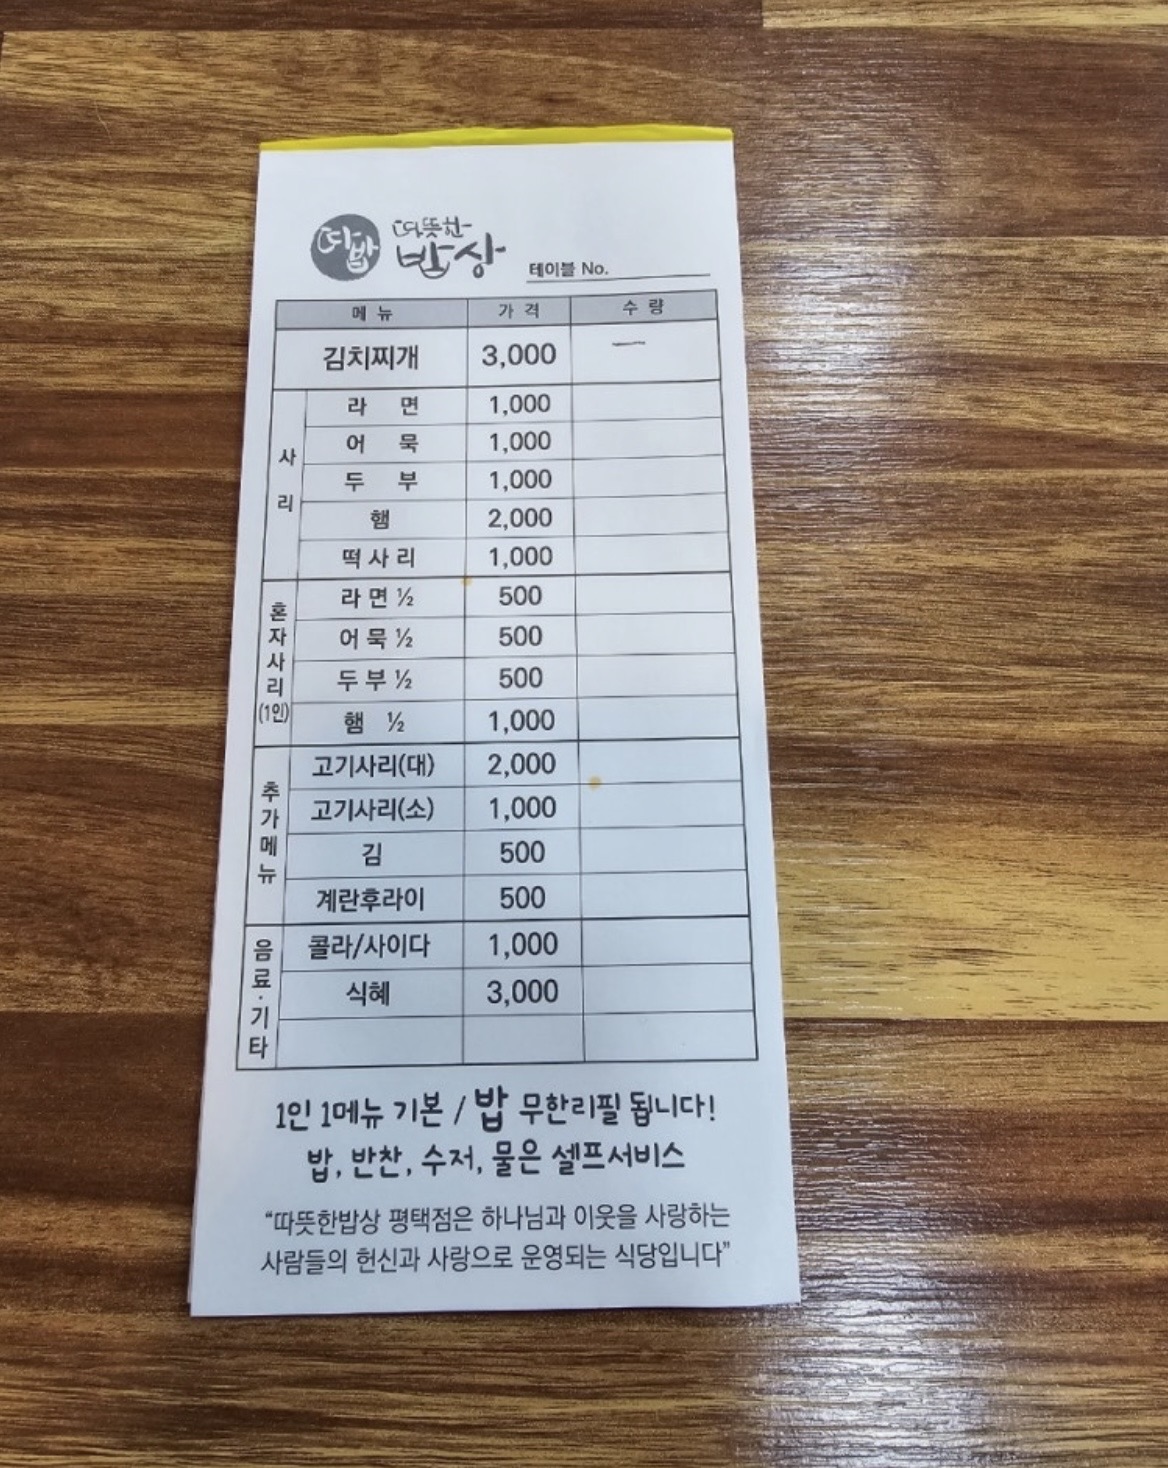 따밥 따뜻한 밥상 테이블 No.
메뉴 가격 수량
김치찌개 3,000 一
사리
라 면 1,000
어 묵 1,000
두 부 1,000
햄 2,000
떡사리 1,000
혼자사리(1인)
라면 ½ 500
어묵 ½ 500
두부 ½ 500
햄 ½ 1,000
추가메뉴
고기사리(대) 2,000
고기사리(소) 1,000
김 500
계란후라이 500
음료·기타
콜라/사이다 1,000
식혜 3,000
1인 1메뉴 기본 / 밥 무한리필 됩니다!
밥, 반찬, 수저, 물은 셀프서비스
“따뜻한밥상 평택점은 하나님과 이웃을 사랑하는
사람들의 헌신과 사랑으로 운영되는 식당입니다”